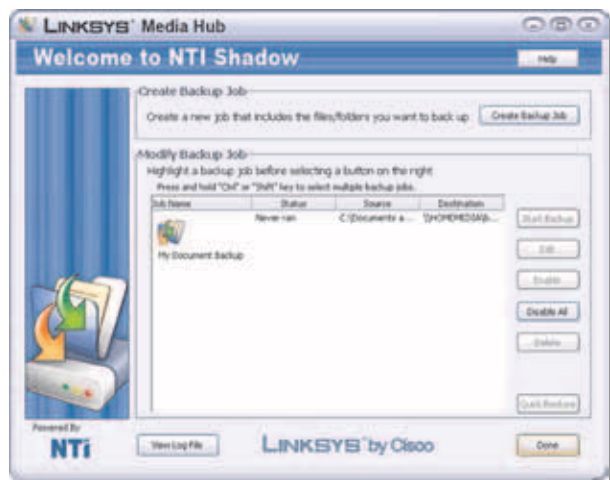 LINKSYS® Media Hub
Welcome to NTI Shadow
Help
Create Backup Job
Create a new job that includes the files/folders you want to back up
Create Backup Job
Modify Backup Job
Highlight a backup job before selecting a button on the right
Press and hold "Ctrl" or "Shift" key to select multiple backup jobs.
Job Name Status Source Destination
Never ran C:\Documents a... \\HOMEMEDIA\b...
My Document Backup
Start Backup
Edit
Enable
Disable All
Delete
Quick Restore
Powered By
NTI
View Log File
LINKSYS® by Cisco
Done